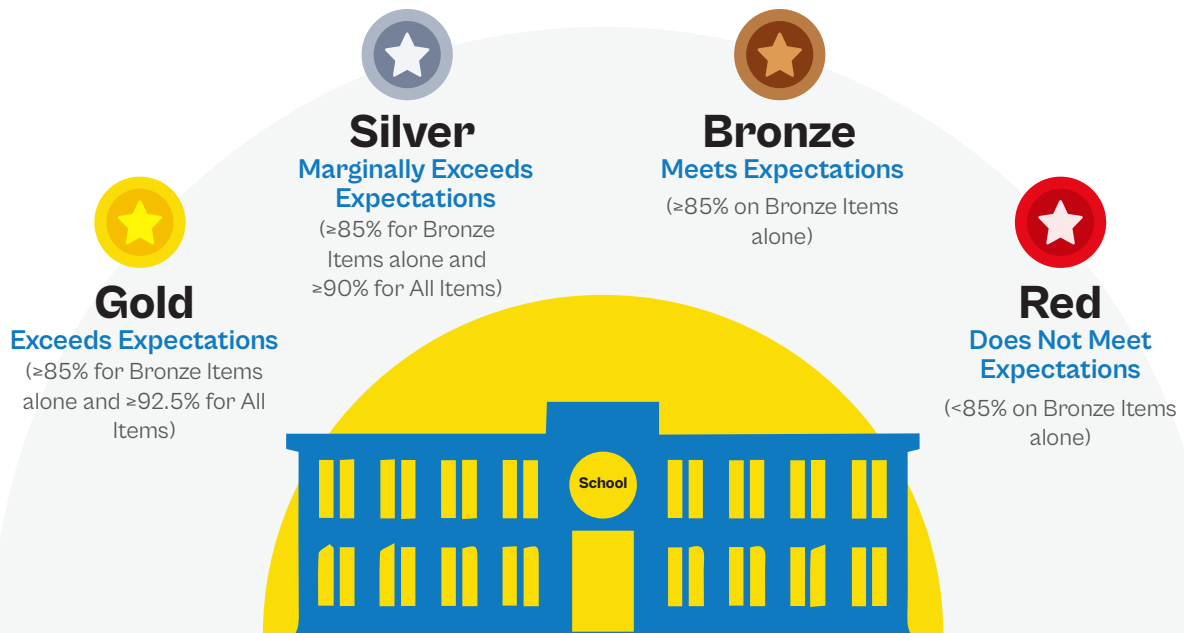 Silver
Marginally Exceeds
Expectations
(≥85% for Bronze
Items alone and
≥90% for All Items)
Bronze
Meets Expectations
(≥85% on Bronze Items
alone)
Gold
Exceeds Expectations
(≥85% for Bronze Items
alone and ≥92.5% for All
Items)
Red
Does Not Meet
Expectations
(<85% on Bronze Items
alone)
School